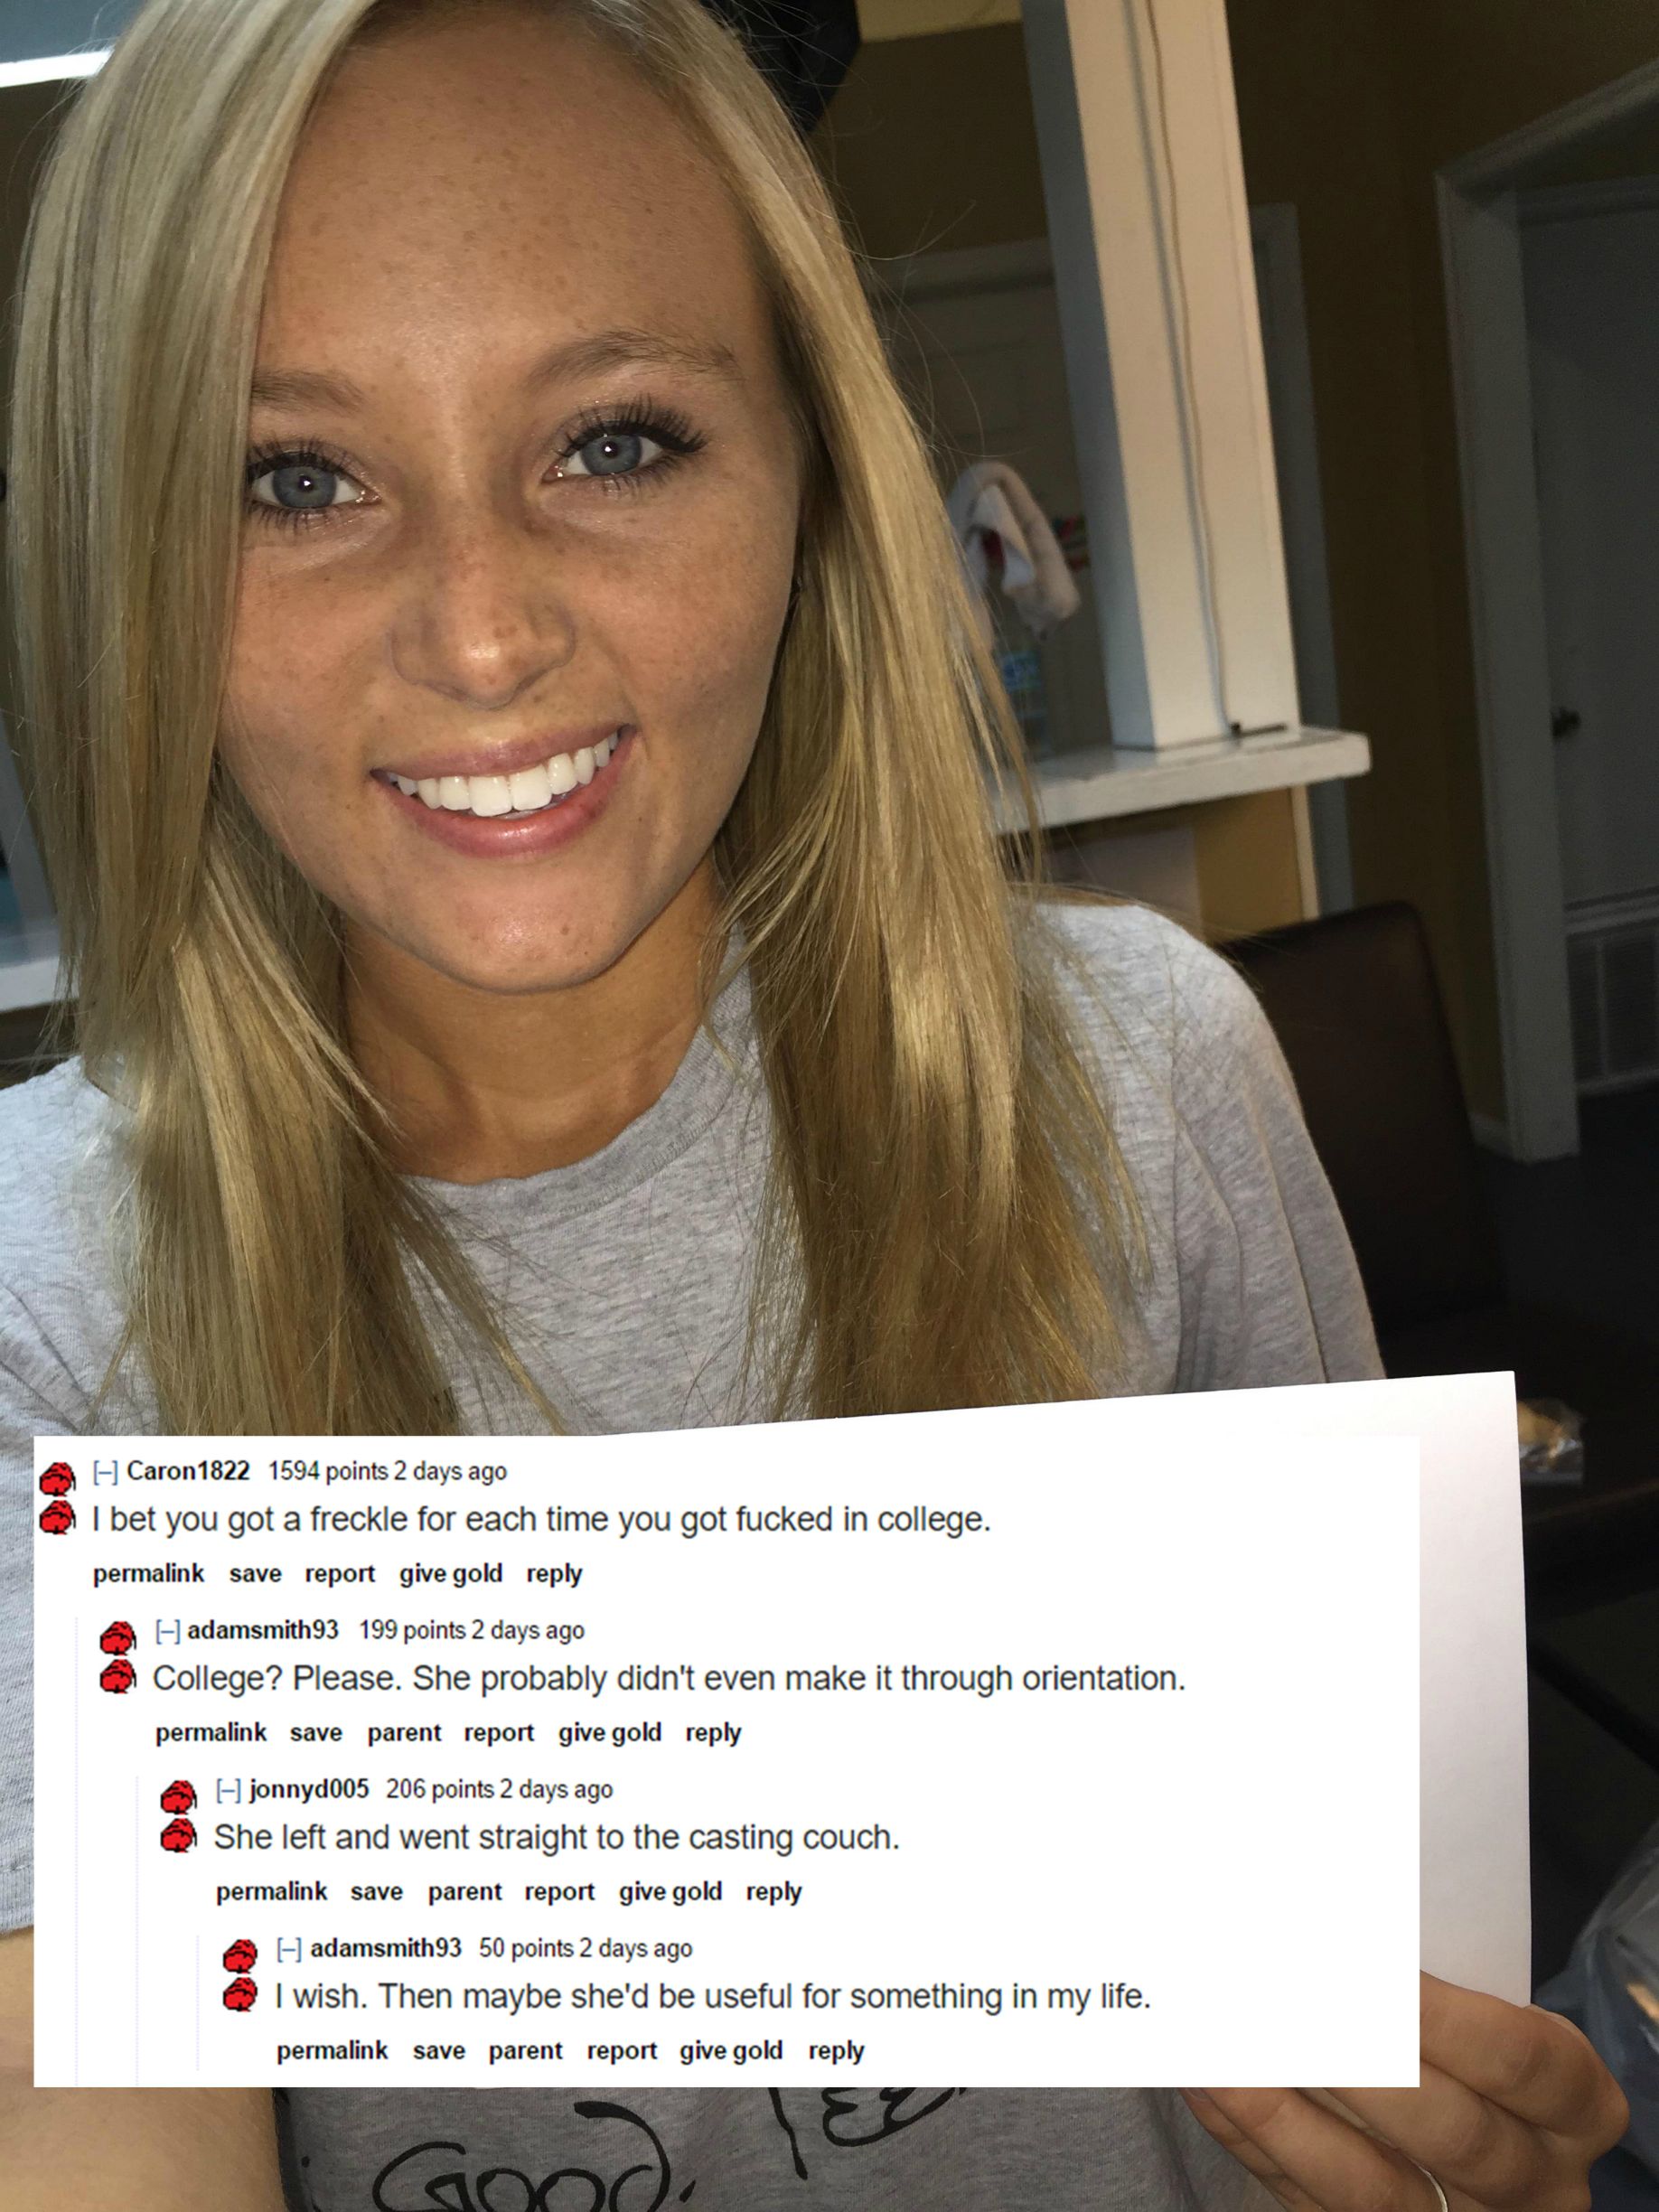 [–] Caron1822 1594 points 2 days ago
I bet you got a freckle for each time you got fucked in college.
permalink save report give gold reply
[–] adamsmith93 199 points 2 days ago
College? Please. She probably didn't even make it through orientation.
permalink save parent report give gold reply
[–] jonnyd005 206 points 2 days ago
She left and went straight to the casting couch.
permalink save parent report give gold reply
[–] adamsmith93 50 points 2 days ago
I wish. Then maybe she'd be useful for something in my life.
permalink save parent report give gold reply
Good.